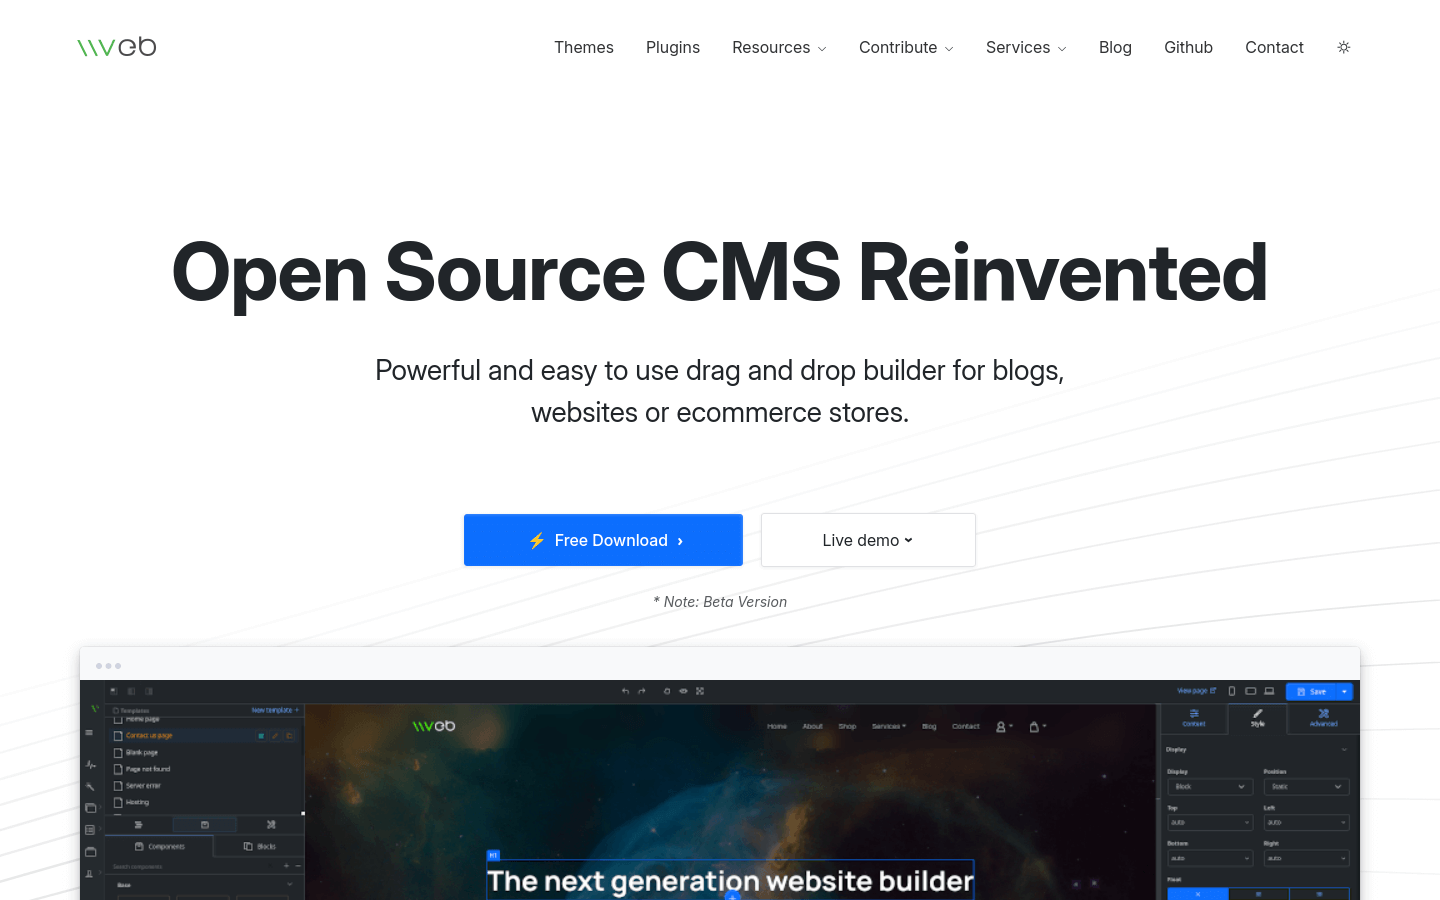 Vvveb
Themes Plugins Resources Contribute Services Blog Github Contact
Open Source CMS Reinvented
Powerful and easy to use drag and drop builder for blogs,
websites or ecommerce stores.
⚡ Free Download ›
Live demo
* Note: Beta Version
View page Save
Templates New template +
Home page
Contact us page
Blank page
Page not found
Server error
Hosting
Components Blocks
Search components
Base
Home About Shop Services Blog Contact
H1
The next generation website builder
Content Style Advanced
Display
Display Position
Block Static
Top Left
auto auto
Bottom Right
auto auto
Float